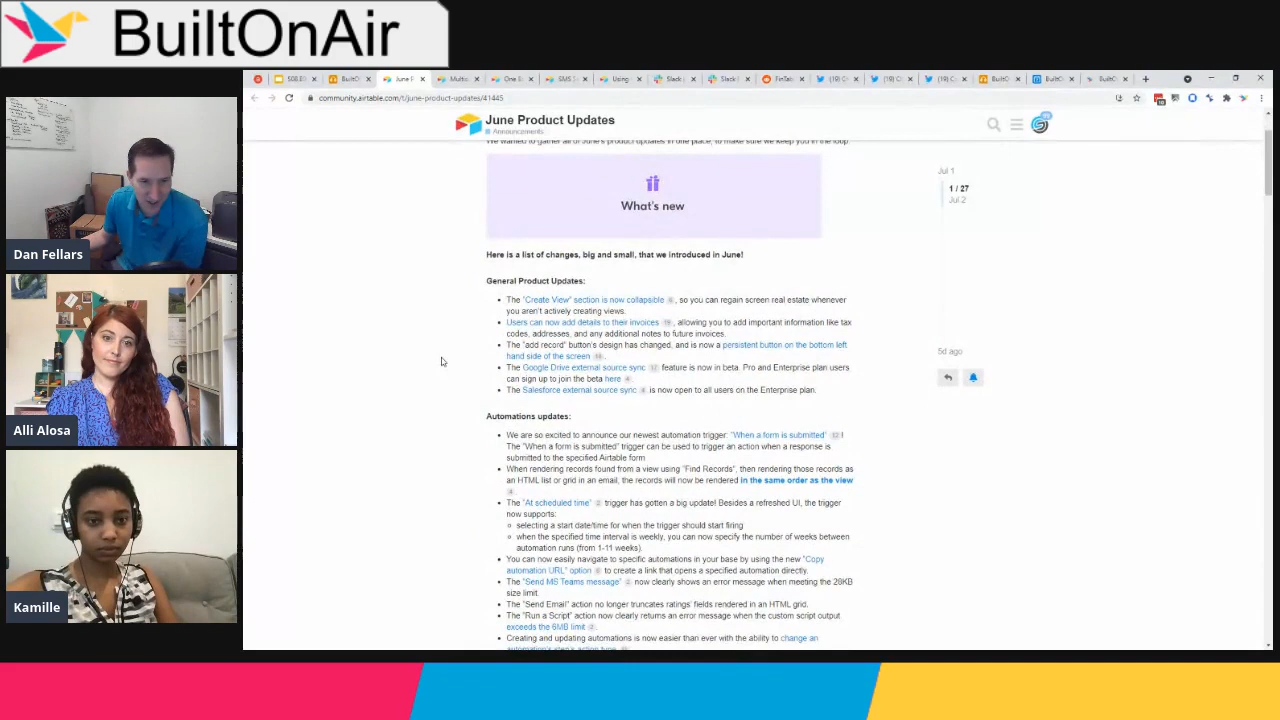 BuiltOnAir
Dan Fellars
Alli Alosa
Kamille
June P
Multis
One B
Using
Slack
Slack
FinTab
community.airtable.com/t/june-product-updates/41445
June Product Updates
Announcements
We wanted to gather all of June's product updates in one place, to make sure we keep you in the loop
What's new
Jul 1
1 / 27
Jul 2
5d ago
Here is a list of changes, big and small, that we introduced in June!
General Product Updates:
The "Create View" section is now collapsible, so you can regain screen real estate whenever
you aren't actively creating views.
Users can now add details to their invoices, allowing you to add important information like tax
codes, addresses, and any additional notes to future invoices.
The "add record" button's design has changed, and is now a persistent button on the bottom left
hand side of the screen.
The Google Drive external source sync feature is now in beta. Pro and Enterprise plan users
can sign up to join the beta here.
The Salesforce external source sync is now open to all users on the Enterprise plan.
Automations updates:
We are so excited to announce our newest automation trigger: "When a form is submitted"!
The "When a form is submitted" trigger can be used to trigger an action when a response is
submitted to the specified Airtable form
When rendering records found from a view using "Find Records", then rendering those records as
an HTML list or grid in an email, the records will now be rendered in the same order as the view
The "At scheduled time" trigger has gotten a big update! Besides a refreshed UI, the trigger
now supports:
selecting a start date/time for when the trigger should start firing
when the specified time interval is weekly, you can now specify the number of weeks between
automation runs (from 1-11 weeks).
You can now easily navigate to specific automations in your base by using the new "Copy
automation URL" option to create a link that opens a specified automation directly.
The "Send MS Teams message" now clearly shows an error message when meeting the 28KB
size limit
The "Send Email" action no longer truncates ratings' fields rendered in an HTML grid.
The "Run a Script" action now clearly returns an error message when the custom script output
exceeds the 6MB limit.
Creating and updating automations is now easier than ever with the ability to change an
automation's step's action type